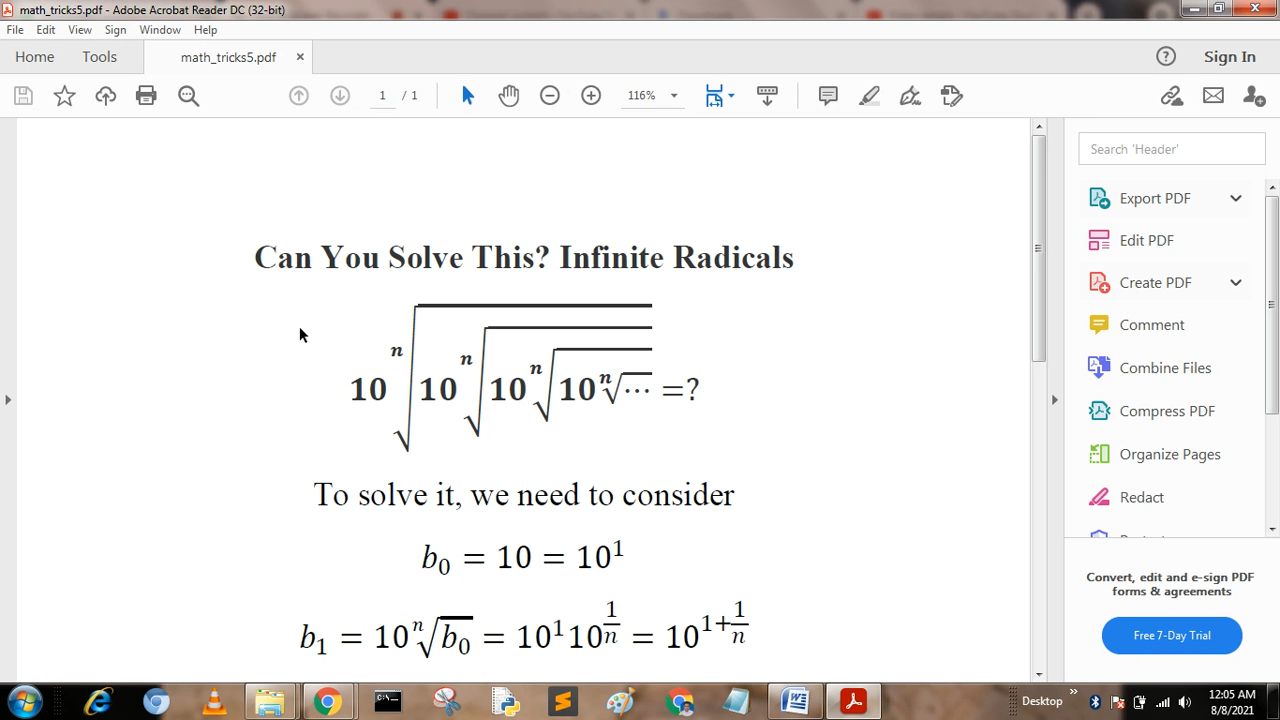 math_tricks5.pdf - Adobe Acrobat Reader DC (32-bit)
File Edit View Sign Window Help
Home Tools math_tricks5.pdf × ? Sign In
1 / 1 116%
Search 'Header'
Export PDF
Edit PDF
Create PDF
Comment
Combine Files
Compress PDF
Organize Pages
Redact
Convert, edit and e-sign PDF
forms & agreements
Free 7-Day Trial
Can You Solve This? Infinite Radicals
10 ⁿ√(10 ⁿ√(10 ⁿ√(10 ⁿ√⋯))) =?
To solve it, we need to consider
b₀ = 10 = 10¹
b₁ = 10 ⁿ√b₀ = 10¹10^(1/n) = 10^(1+1/n)
Desktop » 12:05 AM
8/8/2021